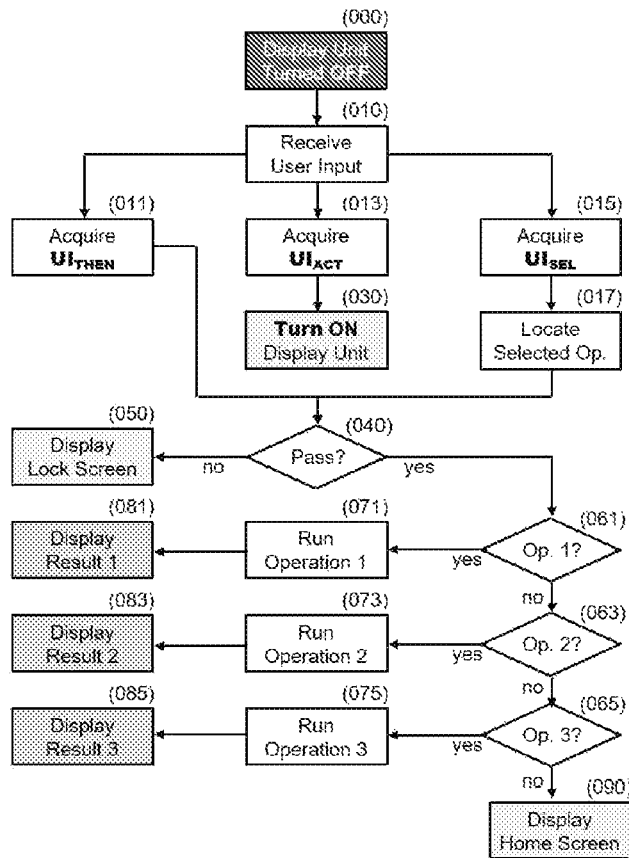 (000)
Display Unit
Turned OFF
(010)
Receive
User Input
(011)
Acquire
UITHEN
(013)
Acquire
UIACT
(015)
Acquire
UISEL
(030)
Turn ON
Display Unit
(017)
Locate
Selected Op.
(050)
Display
Lock Screen
(040)
Pass?
no
yes
(081)
Display
Result 1
(071)
Run
Operation 1
(061)
Op. 1?
yes
no
(083)
Display
Result 2
(073)
Run
Operation 2
(063)
Op. 2?
yes
no
(085)
Display
Result 3
(075)
Run
Operation 3
(065)
Op. 3?
yes
no
(090)
Display
Home Screen